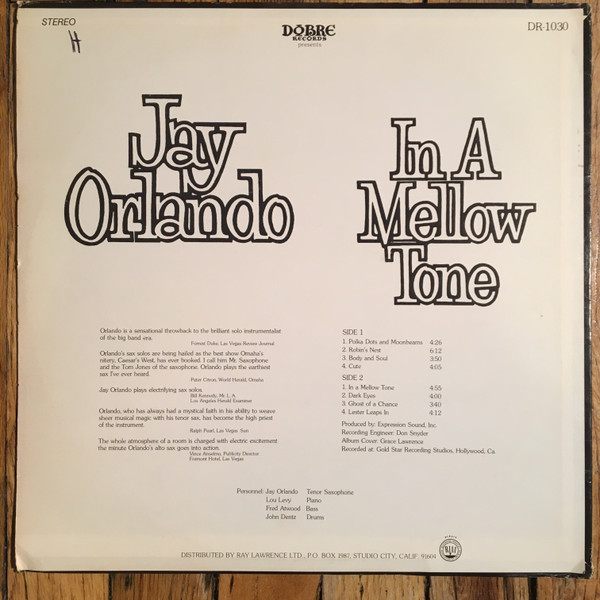 STEREO
H
DŌBRE
RECORDS
presents
DR-1030
Jay
Orlando
In A
Mellow
Tone
Orlando is a sensational throwback to the brilliant solo instrumentalist
of the big band era.
Forrest Duke, Las Vegas Review Journal
Orlando's sax solos are being hailed as the best show Omaha's
ratery, Caesar's West, has ever booked. I call him Mr. Saxophone
and the Tom Jones of the saxophone. Orlando plays the earthiest
sax I've ever heard.
Peter Citron, World Herald, Omaha
Jay Orlando plays electrifying sax solos.
Bill Kennedy, Mr. L.A.
Los Angeles Herald Examiner
Orlando, who has always had a mystical faith in his ability to weave
sheer musical magic with his tenor sax, has become the high priest
of the instrument
Ralph Pearl, Las Vegas Sun
The whole atmosphere of a room is charged with electric excitement
the minute Orlando's alto sax goes into action.
Vince Anselmo, Publicity Director
Fremont Hotel, Las Vegas
SIDE 1
1. Polka Dots and Moonbeams 4:26
2. Robin's Nest 6:12
3. Body and Soul 3:50
4. Cute 4:05
SIDE 2
1. In a Mellow Tone 4:55
2. Dark Eyes 4:00
3. Ghost of a Chance 3:40
4. Lester Leaps In 4:12
Produced by: Expression Sound, Inc.
Recording Engineer: Don Snyder
Album Cover: Grace Lawrence
Recorded at: Gold Star Recording Studios, Hollywood, Ca.
Personnel: Jay Orlando Tenor Saxophone
Lou Levy Piano
Fred Atwood Bass
John Dentz Drums
DISTRIBUTED BY RAY LAWRENCE LTD., P.O. BOX 1987, STUDIO CITY, CALIF. 91604